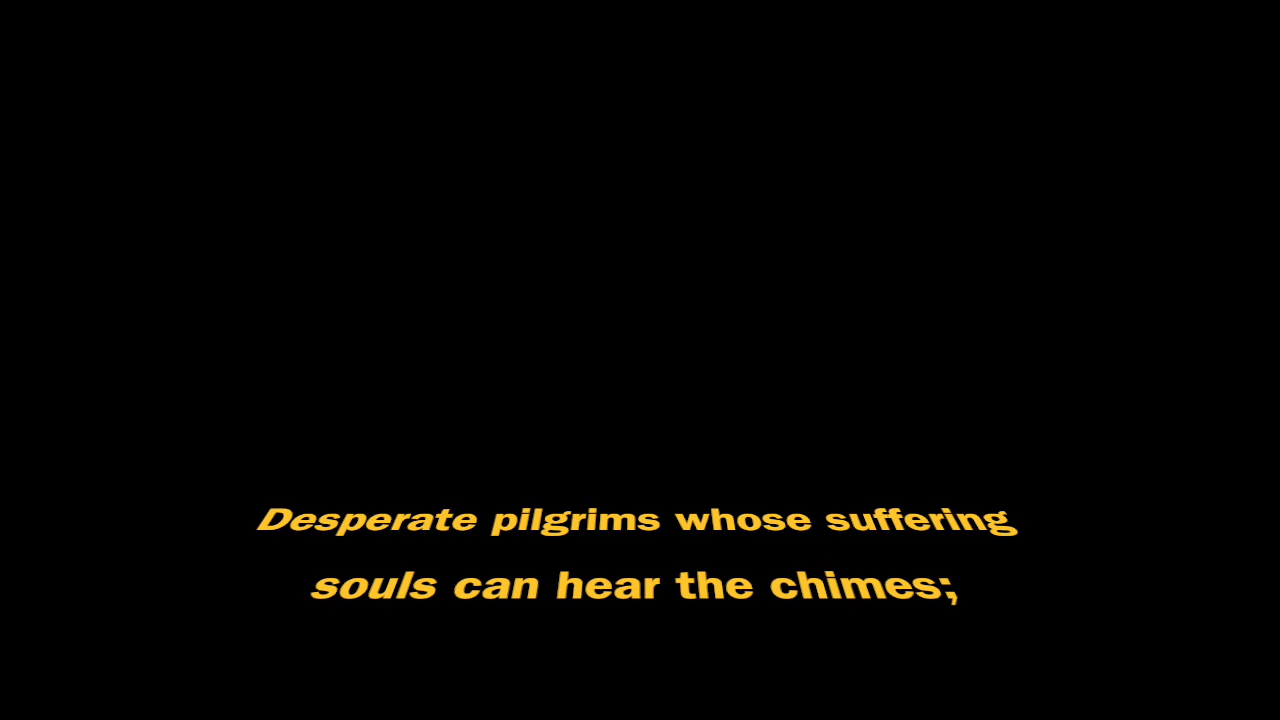 Desperate pilgrims whose suffering
souls can hear the chimes;